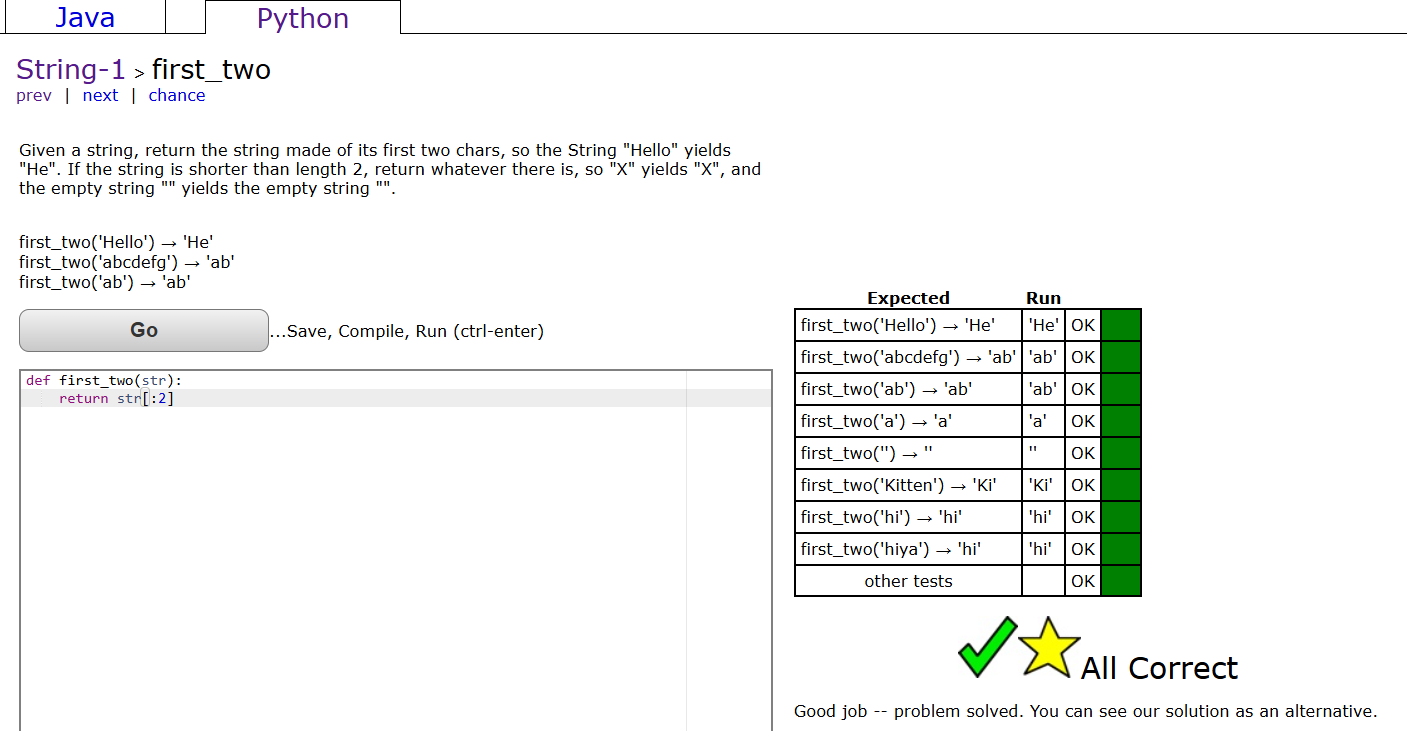 Java
Python
String-1 > first_two
prev | next | chance
Given a string, return the string made of its first two chars, so the String "Hello" yields
"He". If the string is shorter than length 2, return whatever there is, so "X" yields "X", and
the empty string "" yields the empty string "".
first_two('Hello') → 'He'
first_two('abcdefg') → 'ab'
first_two('ab') → 'ab'
Go ...Save, Compile, Run (ctrl-enter)
def first_two(str):
    return str[:2]
Expected Run
first_two('Hello') → 'He' 'He' OK
first_two('abcdefg') → 'ab' 'ab' OK
first_two('ab') → 'ab' 'ab' OK
first_two('a') → 'a' 'a' OK
first_two('') → '' '' OK
first_two('Kitten') → 'Ki' 'Ki' OK
first_two('hi') → 'hi' 'hi' OK
first_two('hiya') → 'hi' 'hi' OK
other tests OK
All Correct
Good job -- problem solved. You can see our solution as an alternative.